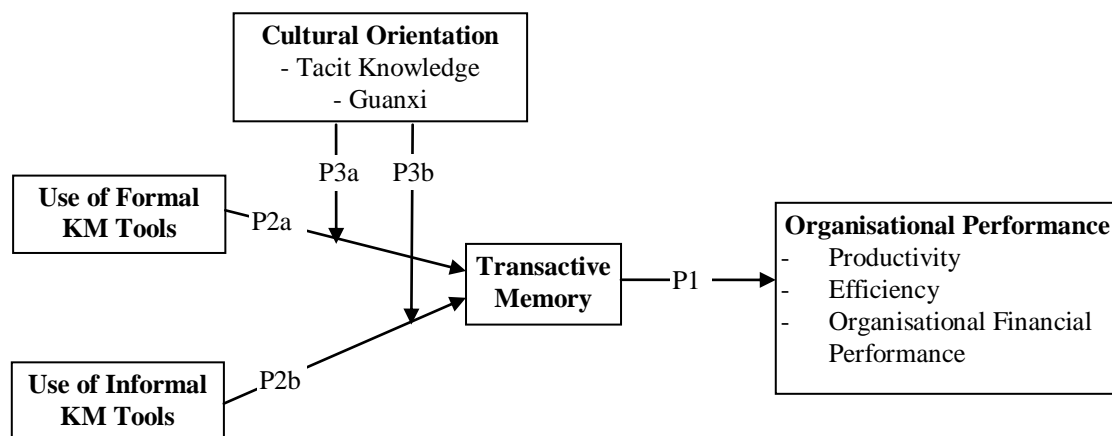 Cultural Orientation
- Tacit Knowledge
- Guanxi
P3a
P3b
Use of Formal
KM Tools
P2a
Transactive
Memory
P1
Organisational Performance
- Productivity
- Efficiency
- Organisational Financial
Performance
Use of Informal
KM Tools
P2b